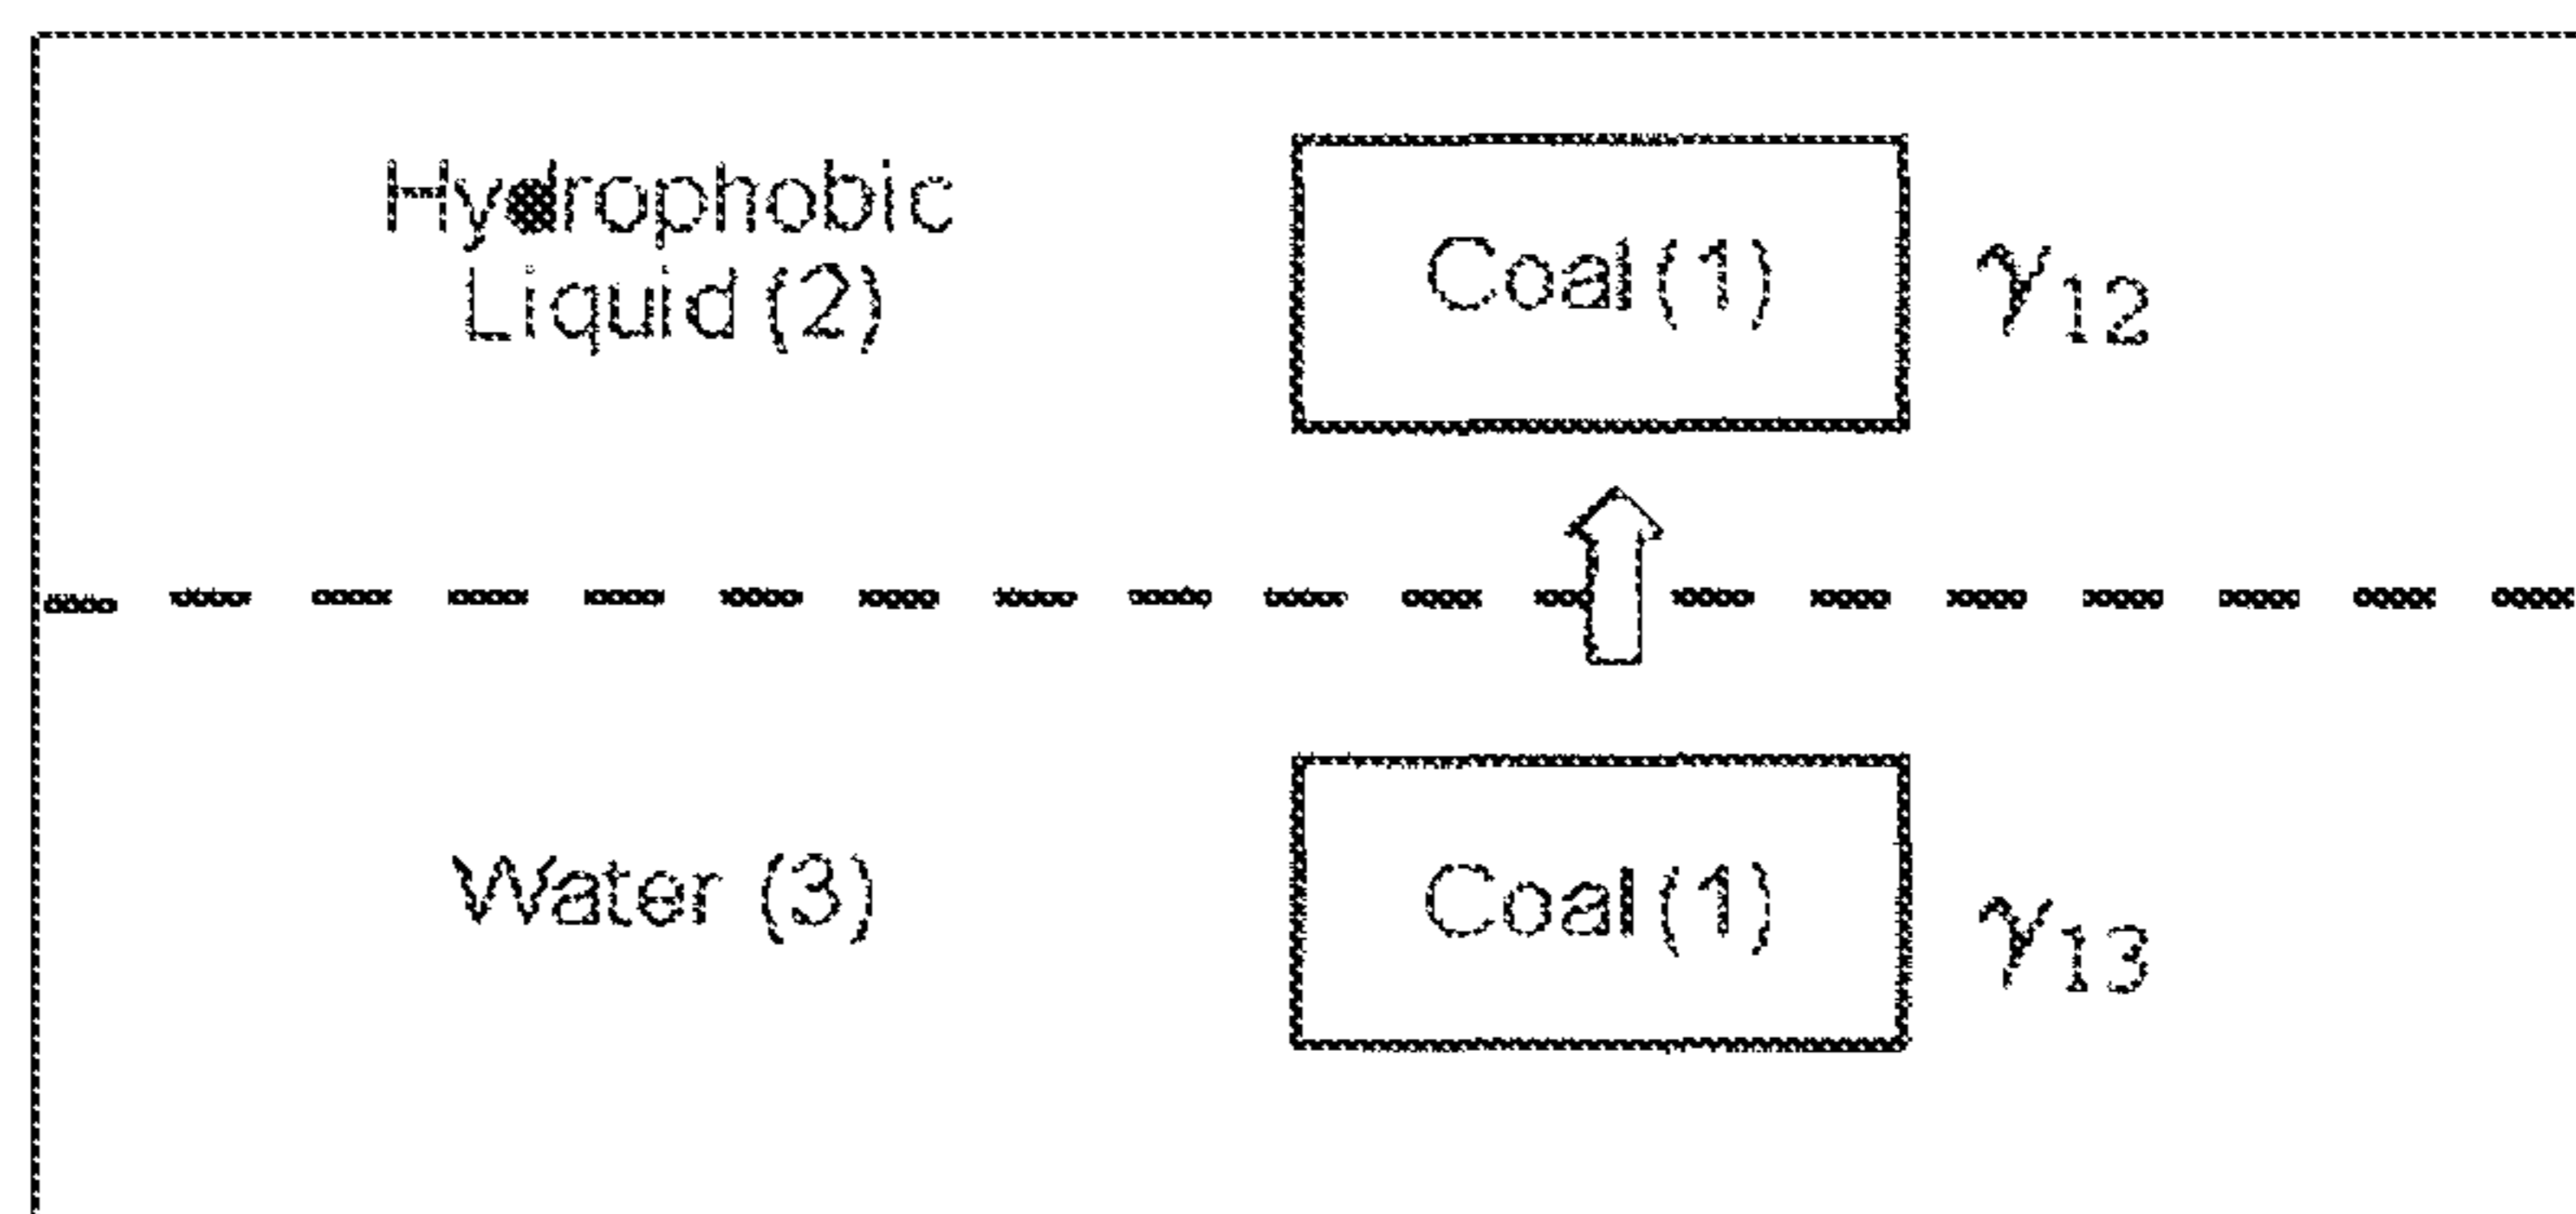 Hydrophobic
Liquid (2)
Coal (1)
γ₁₂
Water (3)
Coal (1)
γ₁₃